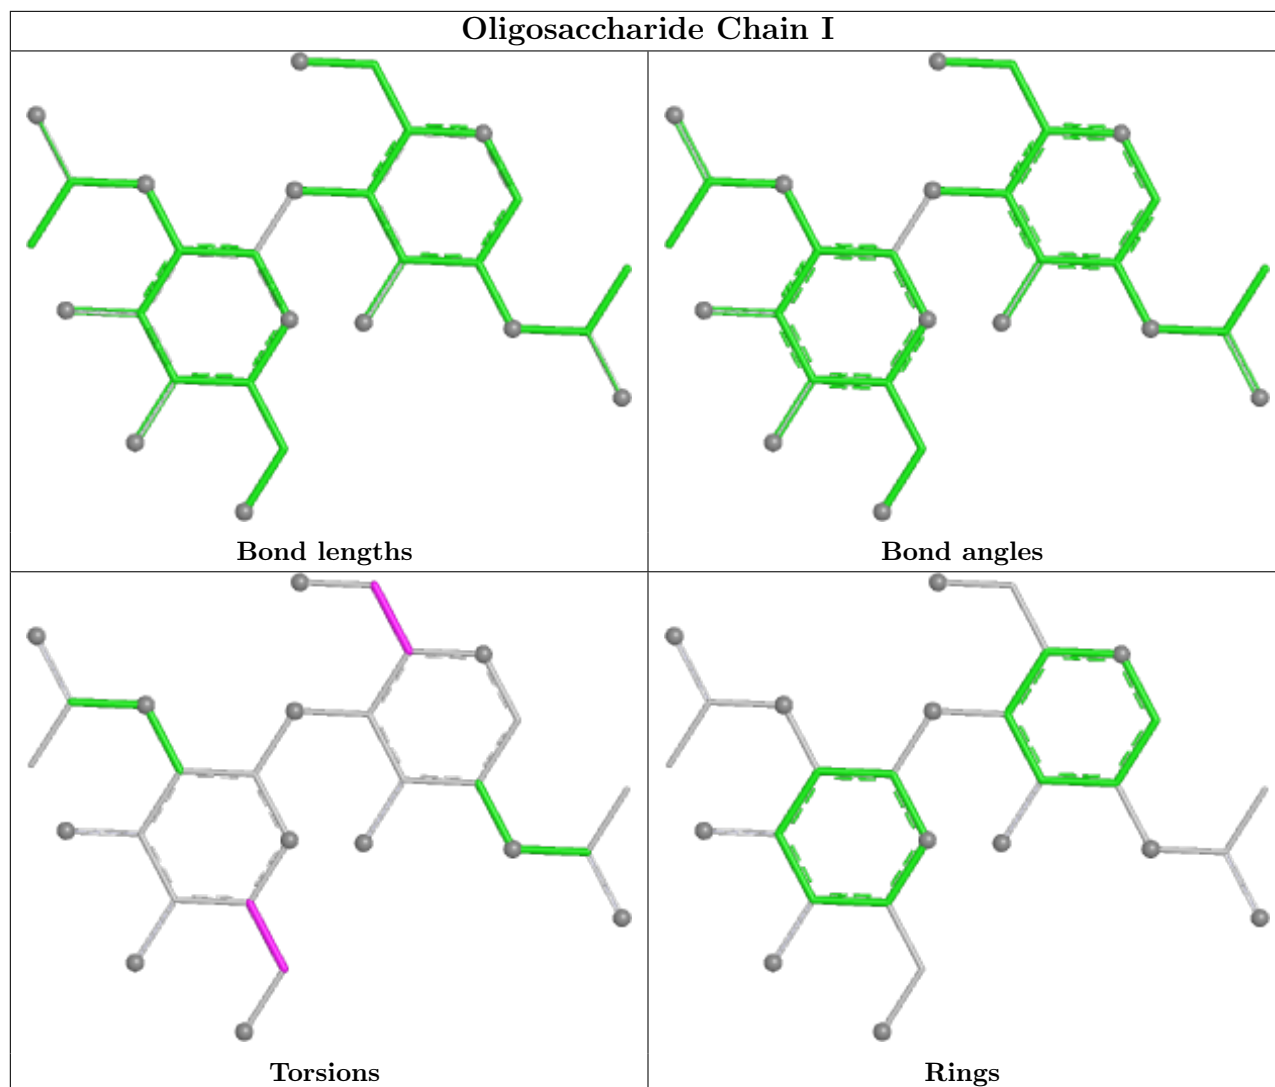 Oligosaccharide Chain I
Bond lengths
Bond angles
Torsions
Rings